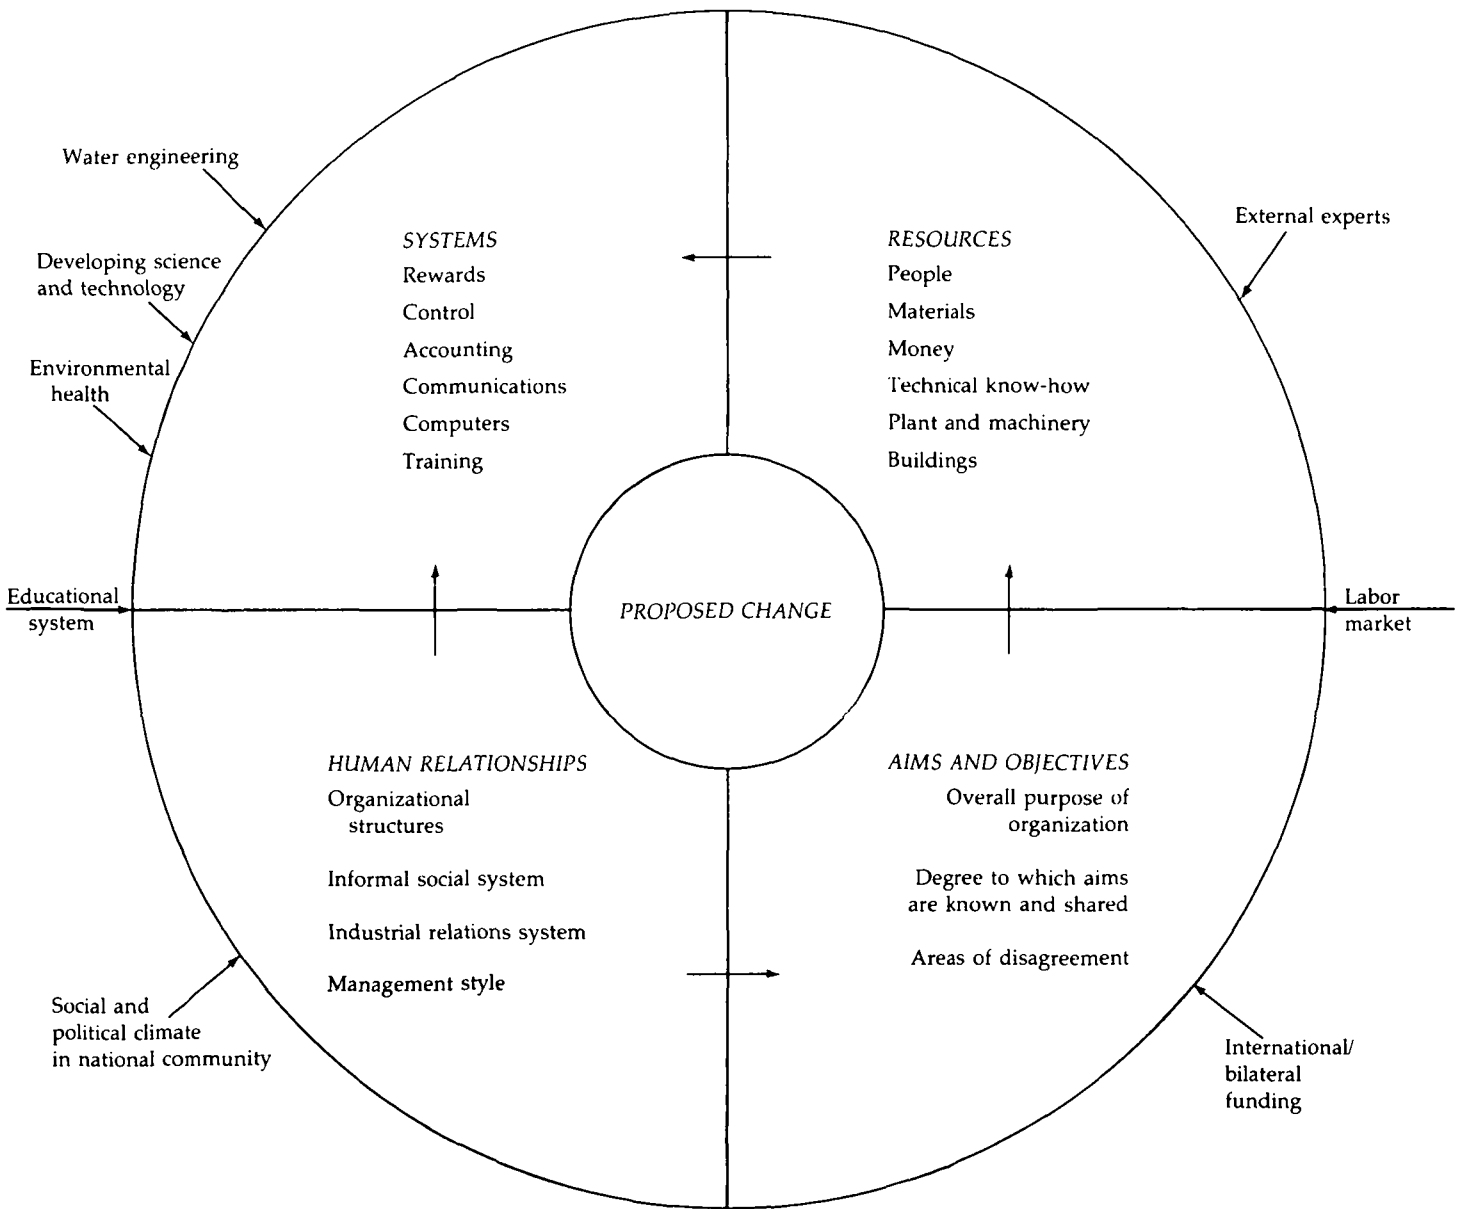 Water engineering
Developing science
and technology
Environmental
health
Educational
system
Social and
political climate
in national community
SYSTEMS
Rewards
Control
Accounting
Communications
Computers
Training
RESOURCES
People
Materials
Money
Technical know-how
Plant and machinery
Buildings
PROPOSED CHANGE
HUMAN RELATIONSHIPS
Organizational
structures
Informal social system
Industrial relations system
Management style
AIMS AND OBJECTIVES
Overall purpose of
organization
Degree to which aims
are known and shared
Areas of disagreement
External experts
Labor
market
International/
bilateral
funding